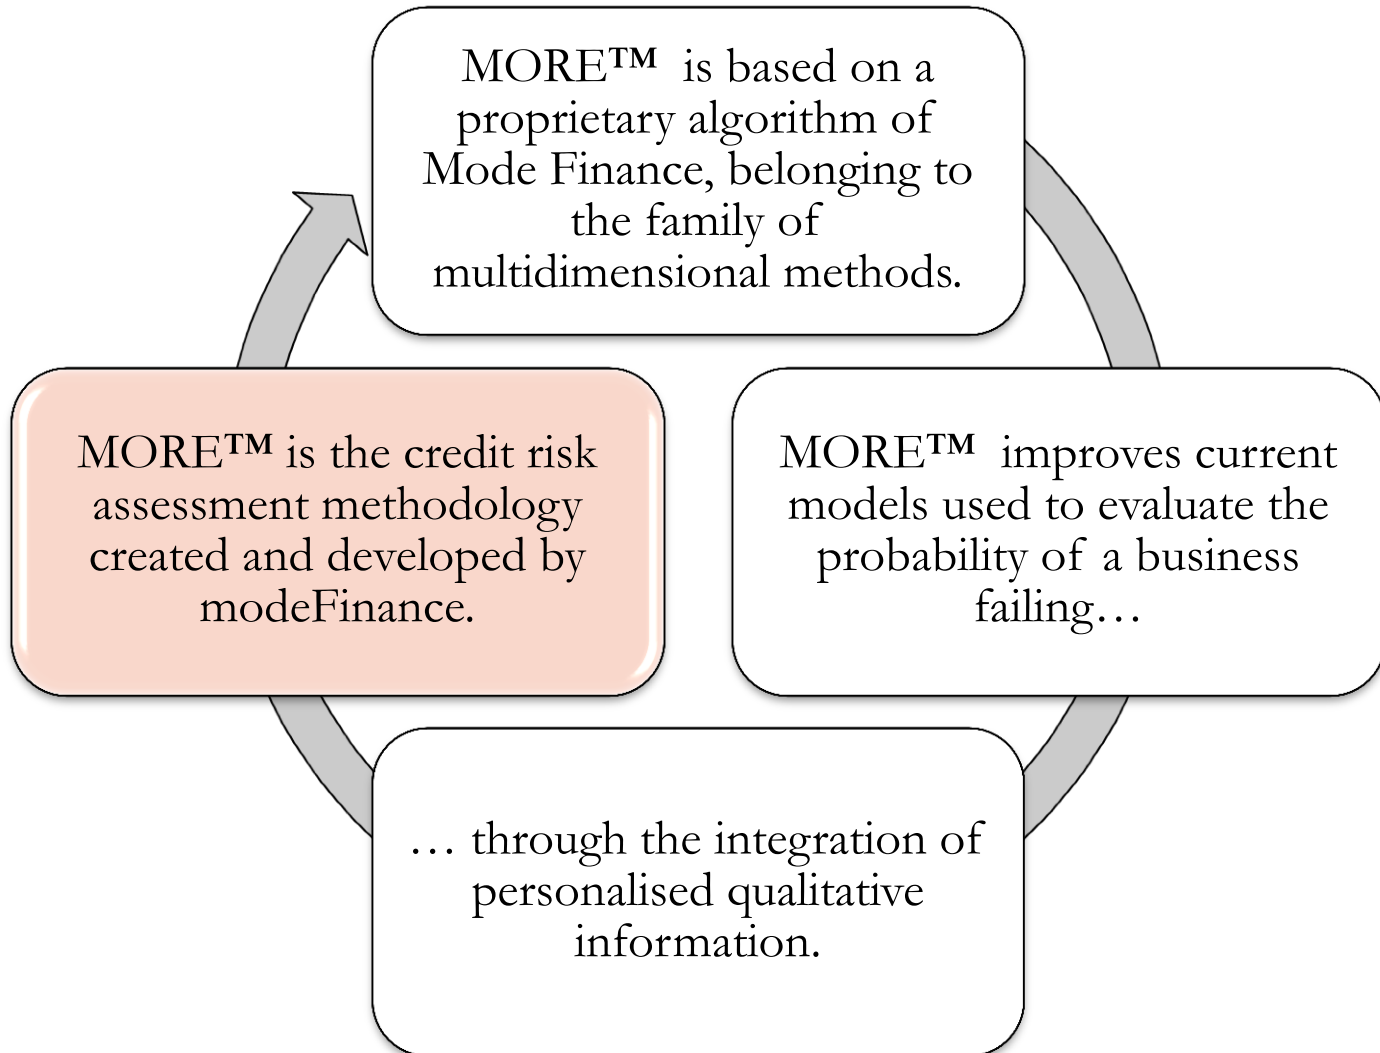 MORE™ is based on a
proprietary algorithm of
Mode Finance, belonging to
the family of
multidimensional methods.
MORE™ is the credit risk
assessment methodology
created and developed by
modeFinance.
MORE™ improves current
models used to evaluate the
probability of a business
failing…
… through the integration of
personalised qualitative
information.